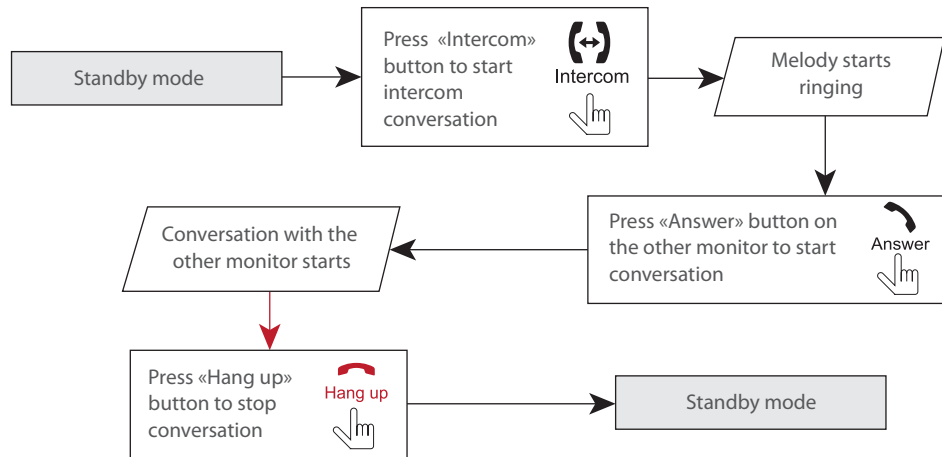 Standby mode
Press «Intercom»
button to start
intercom
conversation
Intercom
Melody starts
ringing
Press «Answer» button on
the other monitor to start
conversation
Answer
Conversation with the
other monitor starts
Press «Hang up»
button to stop
conversation
Hang up
Standby mode